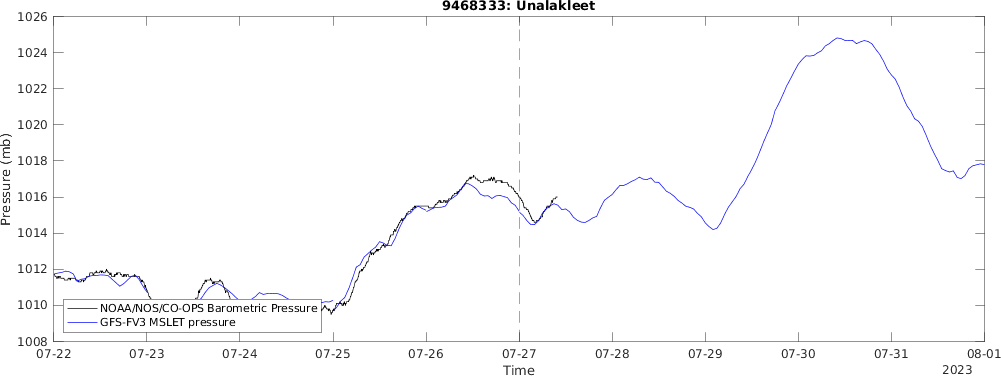 9468333: Unalakleet
1026
1024
1022
1020
1018
1016
1014
1012
1010
1008
Pressure (mb)
NOAA/NOS/CO-OPS Barometric Pressure
GFS-FV3 MSLET pressure
07-22 07-23 07-24 07-25 07-26 07-27 07-28 07-29 07-30 07-31 08-01
Time
2023